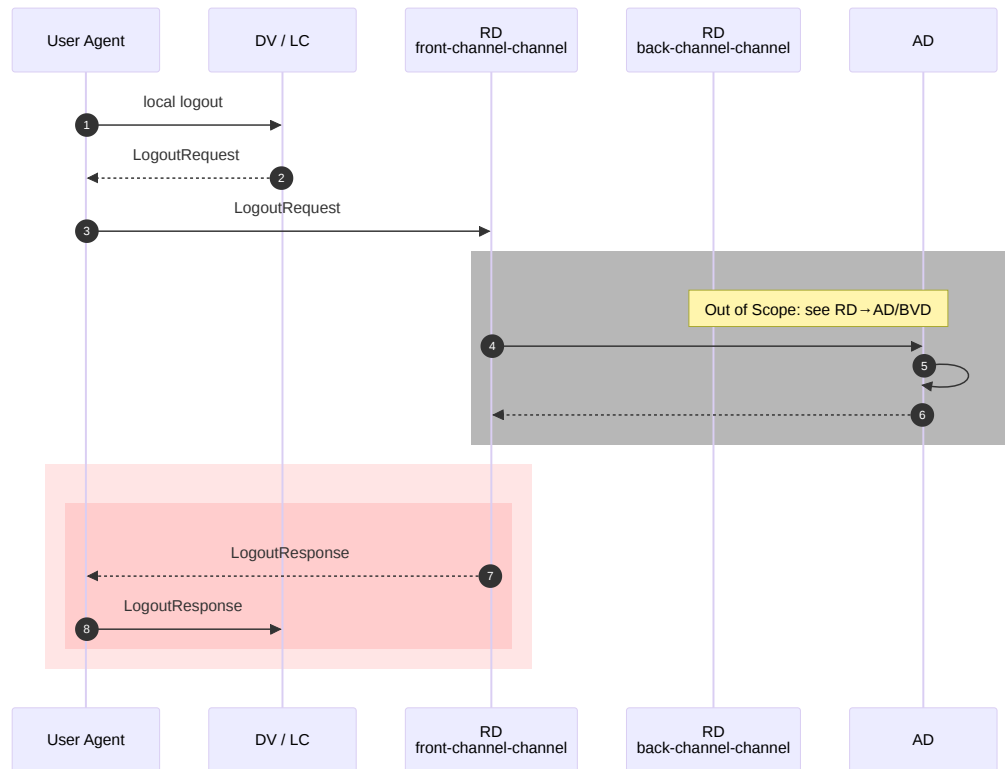 User Agent
DV / LC
RD
front-channel-channel
RD
back-channel-channel
AD
local logout
1
LogoutRequest
2
LogoutRequest
3
Out of Scope: see RD→AD/BVD
4
5
6
LogoutResponse
7
LogoutResponse
8
User Agent
DV / LC
RD
front-channel-channel
RD
back-channel-channel
AD